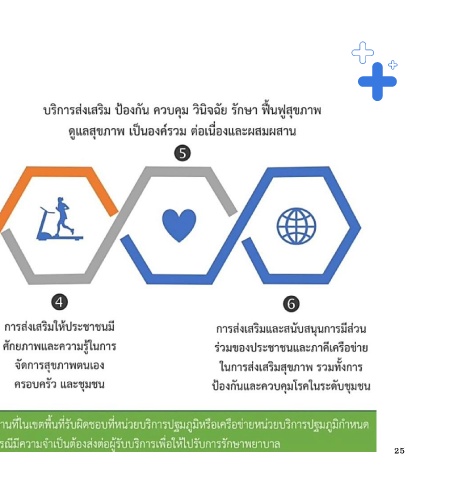 บริการส่งเสริม ป้องกัน ควบคุม วินิจฉัย รักษา ฟื้นฟูสุขภาพ
ดูแลสุขภาพ เป็นองค์รวม ต่อเนื่องและผสมผสาน
5
4
การส่งเสริมให้ประชาชนมี
ศักยภาพและความรู้ในการ
จัดการสุขภาพตนเอง
ครอบครัว และชุมชน
6
การส่งเสริมและสนับสนุนการมีส่วน
ร่วมของประชาชนและภาคีเครือข่าย
ในการส่งเสริมสุขภาพ รวมทั้งการ
ป้องกันและควบคุมโรคในระดับชุมชน
านที่ในเขตพื้นที่รับผิดชอบที่หน่วยบริการปฐมภูมิหรือเครือข่ายหน่วยบริการปฐมภูมิกำหนด
รณีมีความจำเป็นต้องส่งต่อผู้รับบริการเพื่อให้ไปรับการรักษาพยาบาล
25